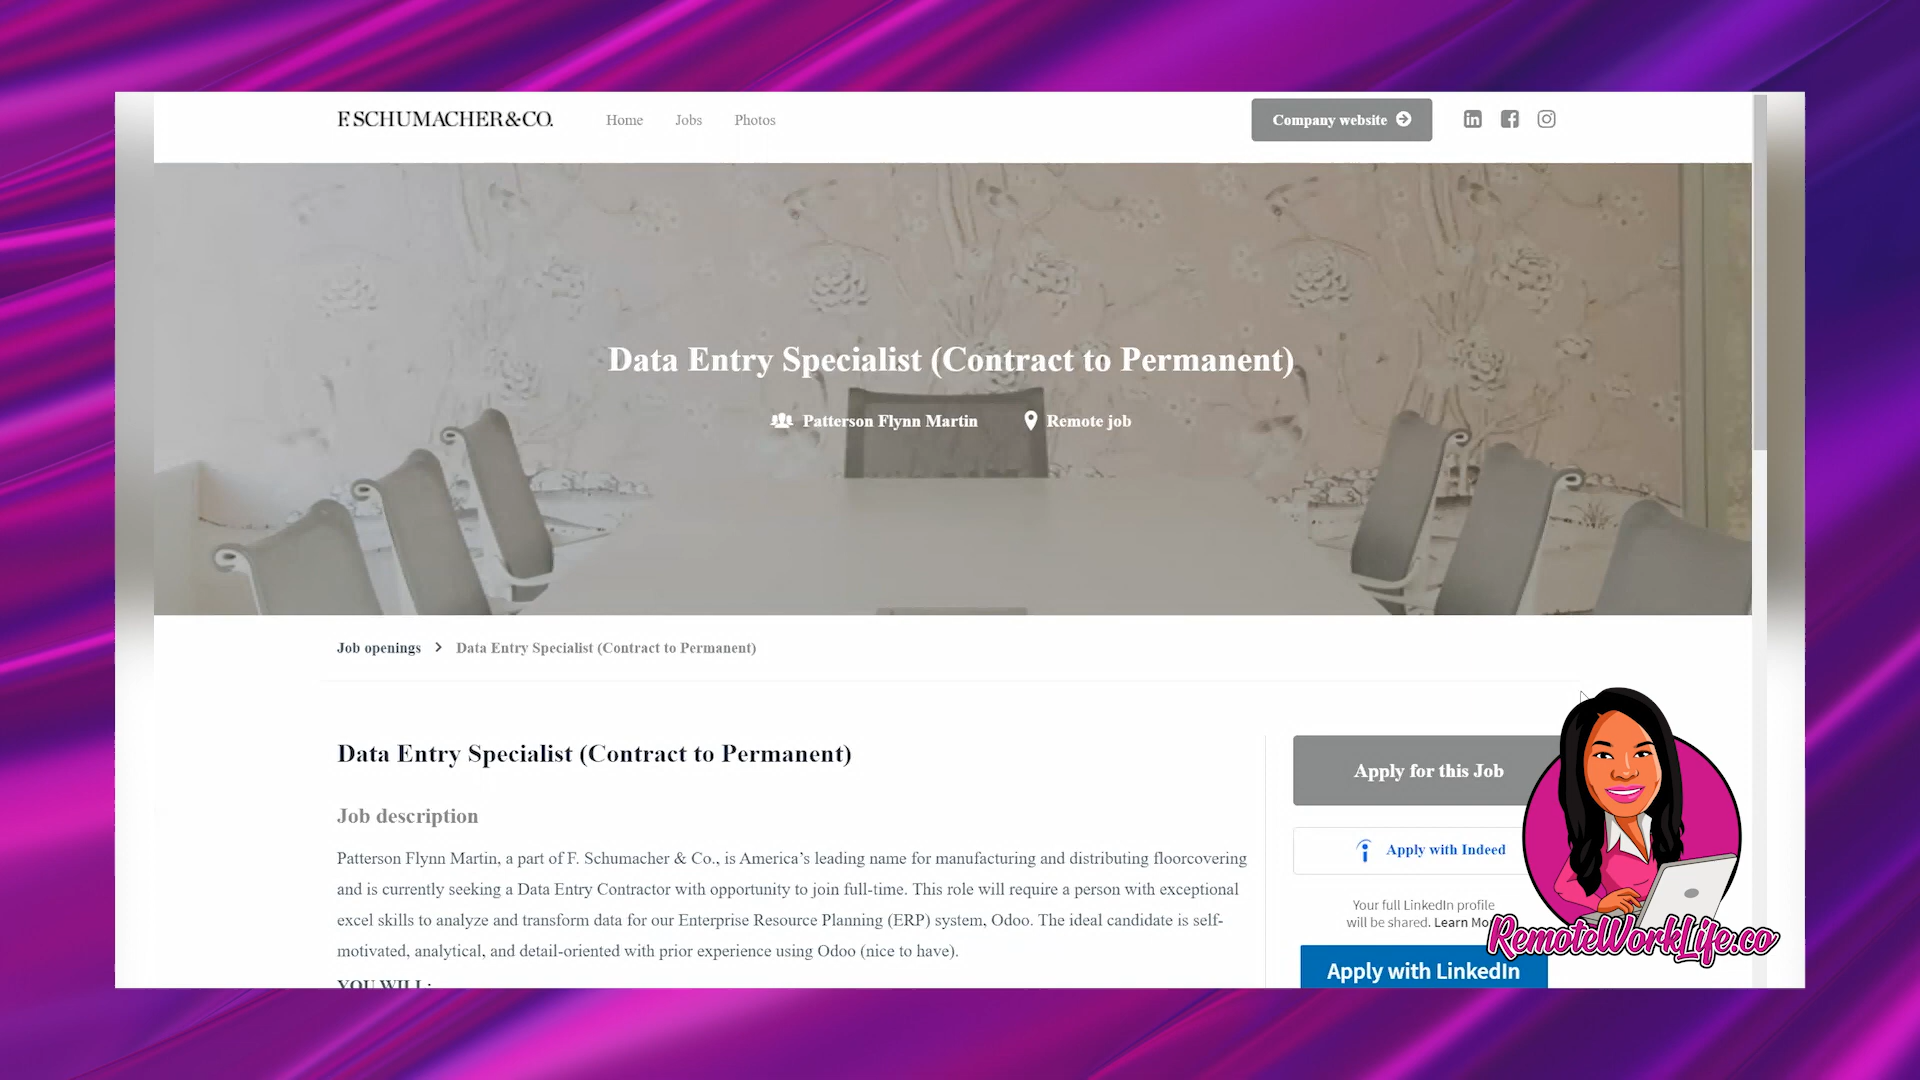 F. SCHUMACHER & CO.
Home Jobs Photos
Company website
Data Entry Specialist (Contract to Permanent)
Patterson Flynn Martin Remote job
Job openings > Data Entry Specialist (Contract to Permanent)
Data Entry Specialist (Contract to Permanent)
Job description
Patterson Flynn Martin, a part of F. Schumacher & Co., is America’s leading name for manufacturing and distributing floorcovering
and is currently seeking a Data Entry Contractor with opportunity to join full-time. This role will require a person with exceptional
excel skills to analyze and transform data for our Enterprise Resource Planning (ERP) system, Odoo. The ideal candidate is self-
motivated, analytical, and detail-oriented with prior experience using Odoo (nice to have).
YOU WILL:
Apply for this Job
Apply with Indeed
Your full LinkedIn profile
will be shared. Learn Mo
Apply with LinkedIn
RemoteWorkLife.co